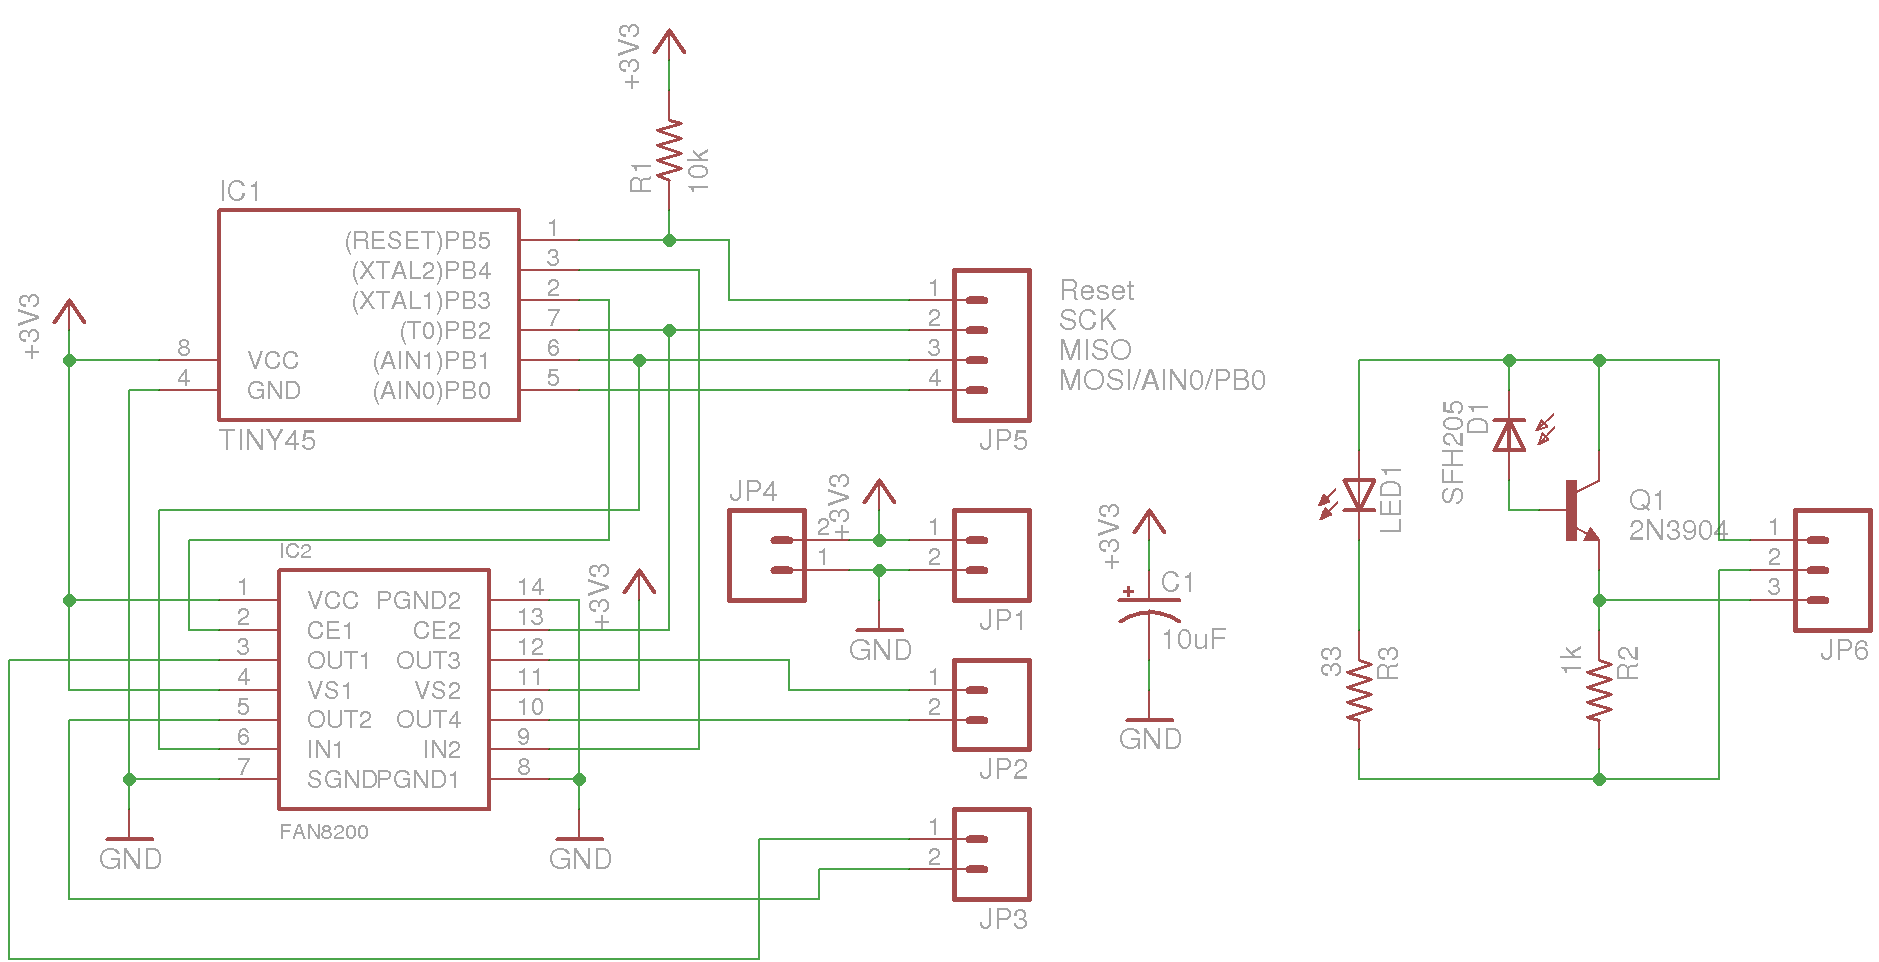 +3V3
R1
10k
IC1
(RESET)PB5
1
(XTAL2)PB4
3
(XTAL1)PB3
2
(T0)PB2
7
8
VCC
(AIN1)PB1
6
4
GND
(AIN0)PB0
5
TINY45
+3V3
1
2
3
4
JP5
Reset
SCK
MISO
MOSI/AIN0/PB0
JP4
2
1
+3V3
GND
1
2
JP1
IC2
1
VCC
PGND2
14
2
CE1
CE2
13
3
OUT1
OUT3
12
4
VS1
VS2
11
5
OUT2
OUT4
10
6
IN1
IN2
9
7
SGND
PGND1
8
FAN8200
+3V3
GND
GND
1
2
JP2
1
2
JP3
+3V3
+
C1
10uF
GND
LED1
33
R3
SFH205
D1
Q1
2N3904
1k
R2
1
2
3
JP6